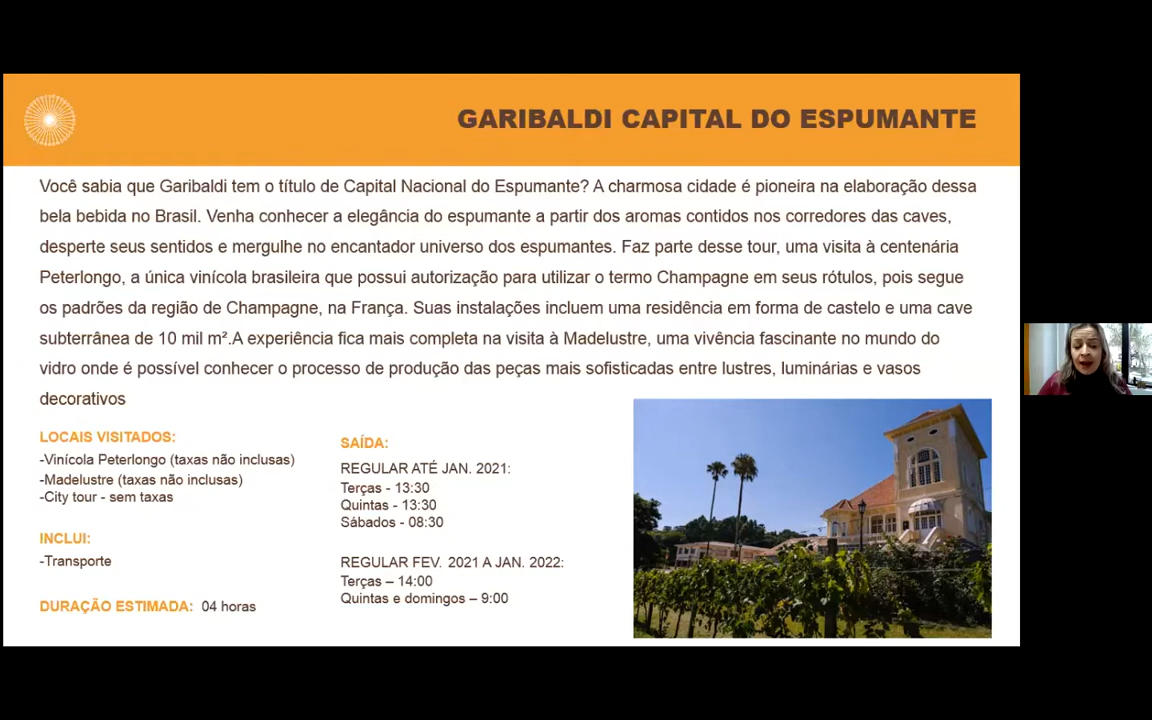 GARIBALDI CAPITAL DO ESPUMANTE
Você sabia que Garibaldi tem o título de Capital Nacional do Espumante? A charmosa cidade é pioneira na elaboração dessa
bela bebida no Brasil. Venha conhecer a elegância do espumante a partir dos aromas contidos nos corredores das caves,
desperte seus sentidos e mergulhe no encantador universo dos espumantes. Faz parte desse tour, uma visita à centenária
Peterlongo, a única vinícola brasileira que possui autorização para utilizar o termo Champagne em seus rótulos, pois segue
os padrões da região de Champagne, na França. Suas instalações incluem uma residência em forma de castelo e uma cave
subterrânea de 10 mil m².A experiência fica mais completa na visita à Madelustre, uma vivência fascinante no mundo do
vidro onde é possível conhecer o processo de produção das peças mais sofisticadas entre lustres, luminárias e vasos
decorativos
LOCAIS VISITADOS:
-Vinícola Peterlongo (taxas não inclusas)
-Madelustre (taxas não inclusas)
-City tour - sem taxas
INCLUI:
-Transporte
DURAÇÃO ESTIMADA: 04 horas
SAÍDA:
REGULAR ATÉ JAN. 2021:
Terças - 13:30
Quintas - 13:30
Sábados - 08:30
REGULAR FEV. 2021 A JAN. 2022:
Terças – 14:00
Quintas e domingos – 9:00